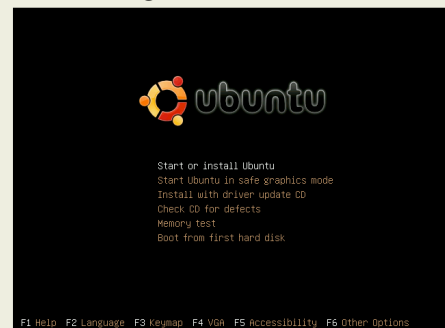 ubuntu
Start or install Ubuntu
Start Ubuntu in safe graphics mode
Install with driver update CD
Check CD for defects
Memory test
Boot from first hard disk
F1 Help F2 Language F3 Keymap F4 VGA F5 Accessibility F6 Other Options